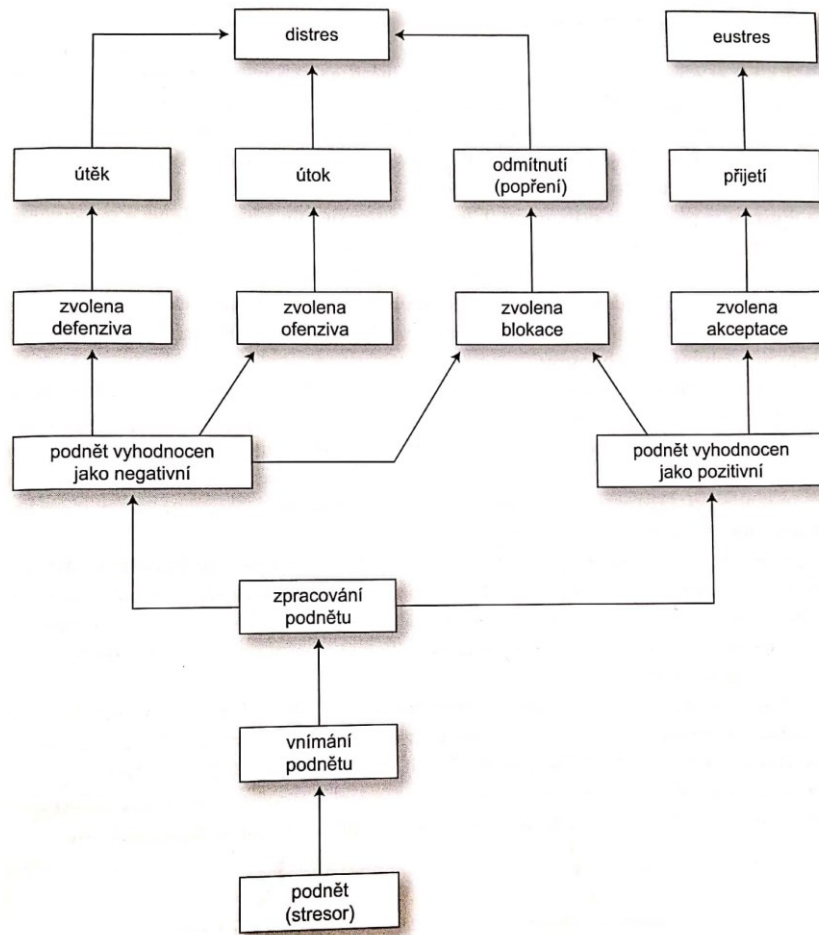 distres
eustres
útěk
útok
odmítnutí
(popření)
přijetí
zvolena
defenziva
zvolena
ofenziva
zvolena
blokace
zvolena
akceptace
podnět vyhodnocen
jako negativní
podnět vyhodnocen
jako pozitivní
zpracování
podnětu
vnímání
podnětu
podnět
(stresor)